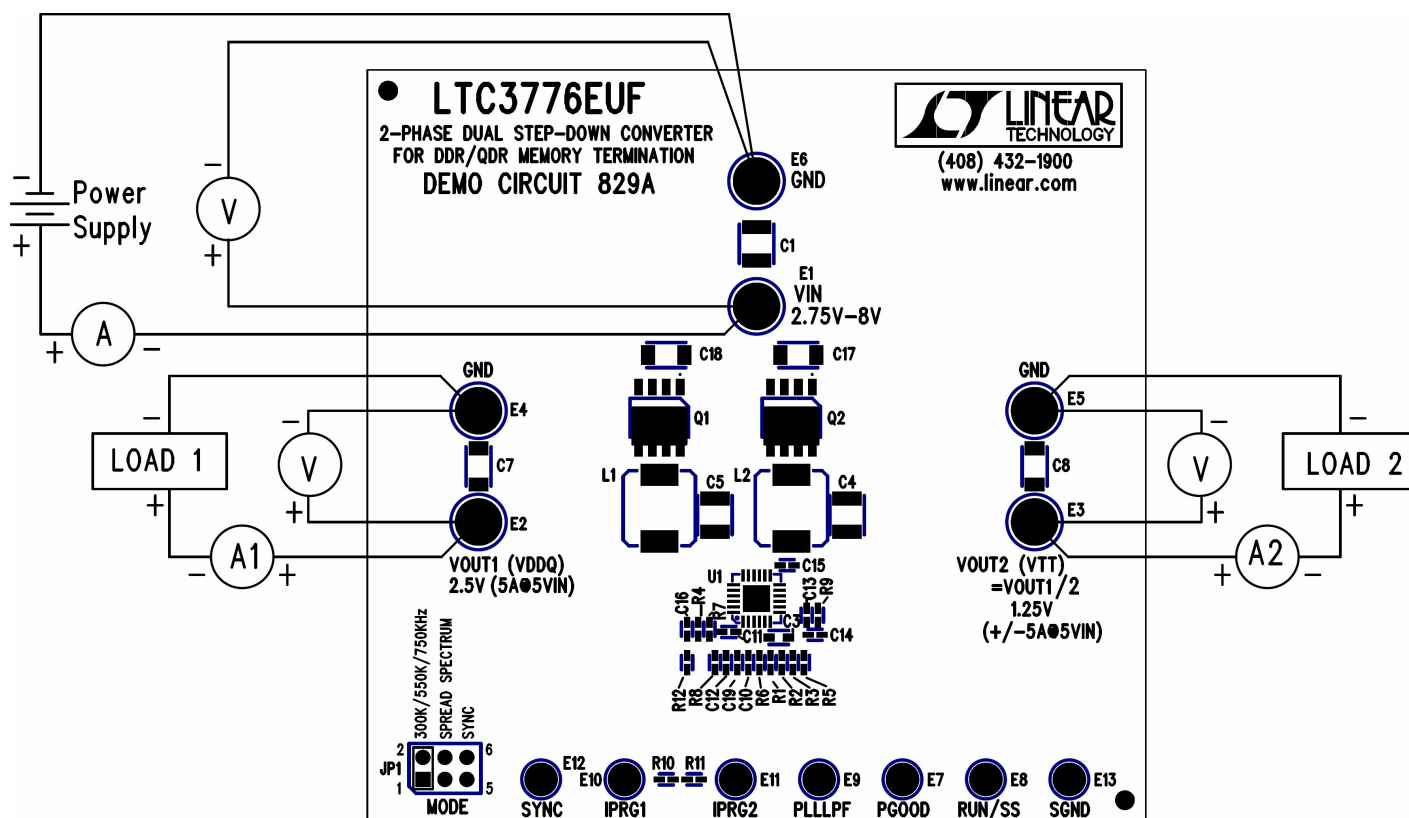 LTC3776EUF
2-PHASE DUAL STEP-DOWN CONVERTER
FOR DDR/QDR MEMORY TERMINATION
DEMO CIRCUIT 829A
LINEAR
TECHNOLOGY
(408) 432-1900
www.linear.com
-
Power
Supply
+
-
V
+
+
A
-
E6
GND
C1
E1
VIN
2.75V-8V
C18
C17
GND
E4
-
LOAD 1
+
-
V
+
C7
E2
-
A1
+
VOUT1 (VDDQ)
2.5V (5A@5VIN)
Q1
Q2
L1
C5
L2
C4
GND
E5
-
V
+
-
LOAD 2
+
C8
E3
+
A2
-
VOUT2 (VTT)
=VOUT1/2
1.25V
(+/-5A@5VIN)
U1
C15
C16
R4
R7
C11
C3
C13
R9
C14
R12
R8
C12
C19
C10
R6
R1
R2
R3
R5
300K/550K/750KHz
SPREAD SPECTRUM
SYNC
2
6
JP1
1
5
MODE
E12
SYNC
E10
IPRG1
R10
R11
E11
IPRG2
E9
PLLLPF
E7
PGOOD
E8
RUN/SS
E13
SGND